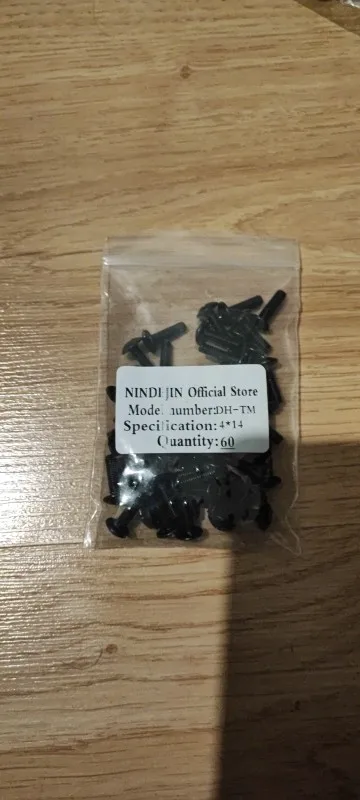 NINDEJIN Official Store
Model number:DH-TM
Specification:4*14
Quantity:60